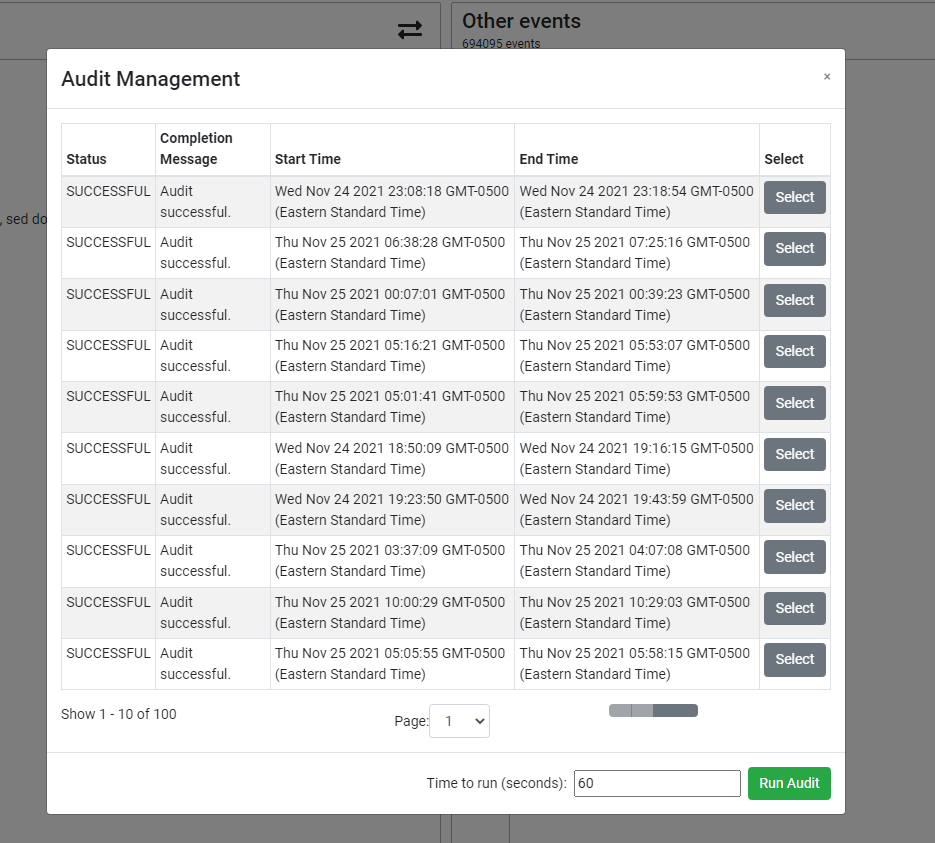 Other events
694095 events
Audit Management
×
, sed do
Completion
Message
Status
Start Time
End Time
Select
SUCCESSFUL Audit Wed Nov 24 2021 23:08:18 GMT-0500 Wed Nov 24 2021 23:18:54 GMT-0500 Select
successful. (Eastern Standard Time) (Eastern Standard Time)
SUCCESSFUL Audit Thu Nov 25 2021 06:38:28 GMT-0500 Thu Nov 25 2021 07:25:16 GMT-0500 Select
successful. (Eastern Standard Time) (Eastern Standard Time)
SUCCESSFUL Audit Thu Nov 25 2021 00:07:01 GMT-0500 Thu Nov 25 2021 00:39:23 GMT-0500 Select
successful. (Eastern Standard Time) (Eastern Standard Time)
SUCCESSFUL Audit Thu Nov 25 2021 05:16:21 GMT-0500 Thu Nov 25 2021 05:53:07 GMT-0500 Select
successful. (Eastern Standard Time) (Eastern Standard Time)
SUCCESSFUL Audit Thu Nov 25 2021 05:01:41 GMT-0500 Thu Nov 25 2021 05:59:53 GMT-0500 Select
successful. (Eastern Standard Time) (Eastern Standard Time)
SUCCESSFUL Audit Wed Nov 24 2021 18:50:09 GMT-0500 Wed Nov 24 2021 19:16:15 GMT-0500 Select
successful. (Eastern Standard Time) (Eastern Standard Time)
SUCCESSFUL Audit Wed Nov 24 2021 19:23:50 GMT-0500 Wed Nov 24 2021 19:43:59 GMT-0500 Select
successful. (Eastern Standard Time) (Eastern Standard Time)
SUCCESSFUL Audit Thu Nov 25 2021 03:37:09 GMT-0500 Thu Nov 25 2021 04:07:08 GMT-0500 Select
successful. (Eastern Standard Time) (Eastern Standard Time)
SUCCESSFUL Audit Thu Nov 25 2021 10:00:29 GMT-0500 Thu Nov 25 2021 10:29:03 GMT-0500 Select
successful. (Eastern Standard Time) (Eastern Standard Time)
SUCCESSFUL Audit Thu Nov 25 2021 05:05:55 GMT-0500 Thu Nov 25 2021 05:58:15 GMT-0500 Select
successful. (Eastern Standard Time) (Eastern Standard Time)
Show 1 - 10 of 100
Page: 1
Time to run (seconds): 60 Run Audit